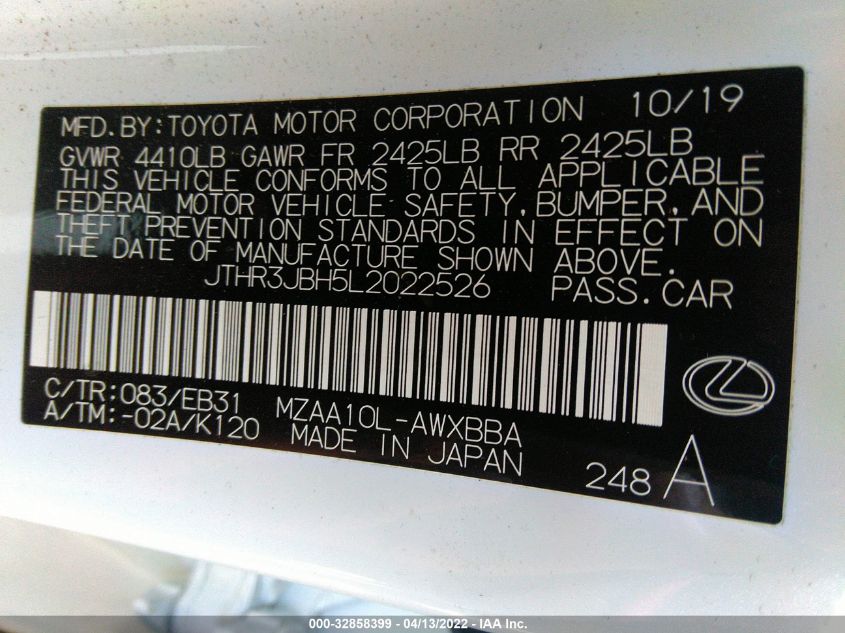 MFD.BY:TOYOTA MOTOR CORPORATION 10/19
GVWR 4410LB GAWR FR 2425LB RR 2425LB
THIS VEHICLE CONFORMS TO ALL APPLICABLE
FEDERAL MOTOR VEHICLE SAFETY, BUMPER, AND
THEFT PREVENTION STANDARDS IN EFFECT ON
THE DATE OF MANUFACTURE SHOWN ABOVE.
JTHR3JBH5L2022526 PASS.CAR
C/TR:083/EB31 MZAA10L-AWXBBA
A/TM:-02A/K120 MADE IN JAPAN
248 A
000-32858399 - 04/13/2022 - IAA Inc.